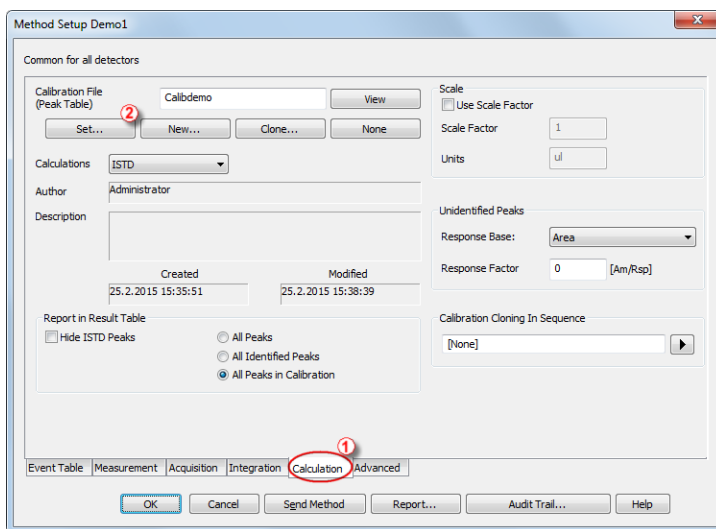 Method Setup Demo1
Common for all detectors
Calibration File
(Peak Table)
Calibdemo
View
②
Set...
New...
Clone...
None
Calculations
ISTD
Author
Administrator
Description
Created
Modified
25.2.2015 15:35:51
25.2.2015 15:38:39
Report in Result Table
Hide ISTD Peaks
All Peaks
All Identified Peaks
All Peaks in Calibration
Scale
Use Scale Factor
Scale Factor
1
Units
ul
Unidentified Peaks
Response Base:
Area
Response Factor
0
[Am/Rsp]
Calibration Cloning In Sequence
[None]
①
Event Table
Measurement
Acquisition
Integration
Calculation
Advanced
OK
Cancel
Send Method
Report...
Audit Trail...
Help